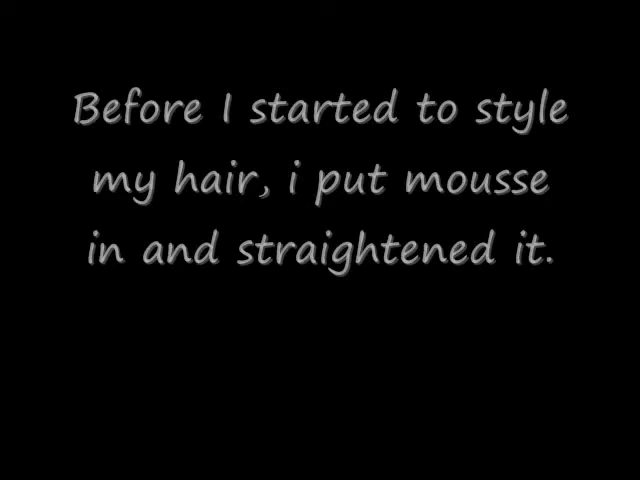 Before I started to style
my hair, i put mousse
in and straightened it.